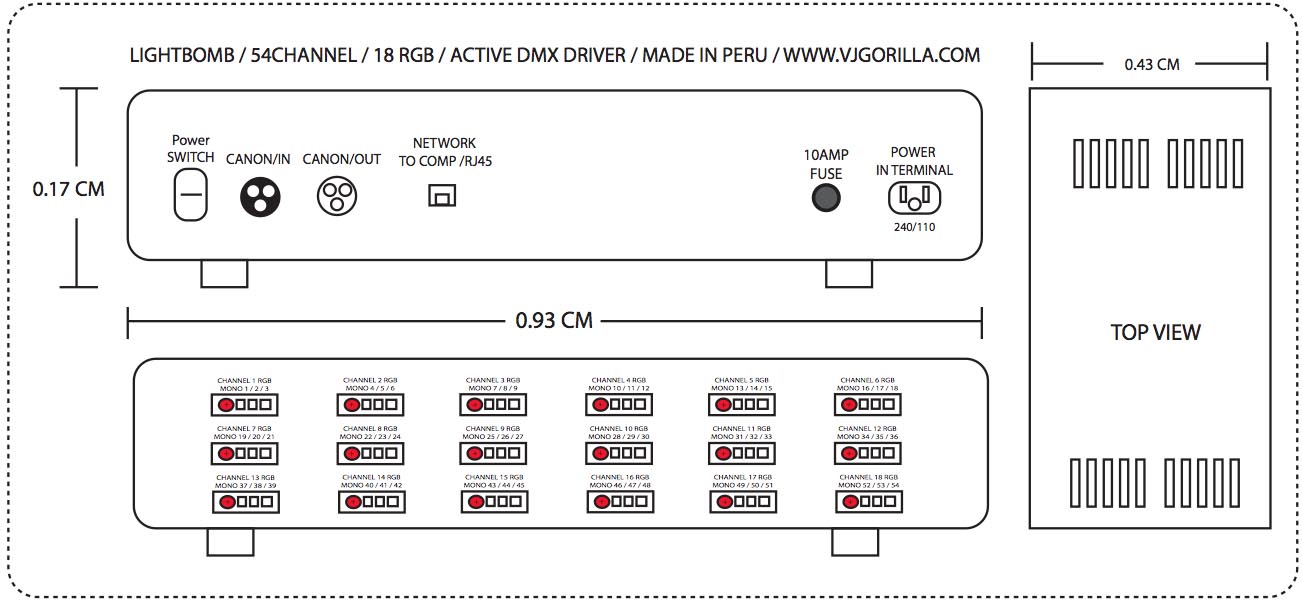 LIGHTBOMB / 54CHANNEL / 18 RGB / ACTIVE DMX DRIVER / MADE IN PERU / WWW.VJGORILLA.COM
0.43 CM
0.17 CM
Power
SWITCH
CANON/IN
CANON/OUT
NETWORK
TO COMP /RJ45
10AMP
FUSE
POWER
IN TERMINAL
240/110
0.93 CM
TOP VIEW
CHANNEL 1 RGB
MONO 1 / 2 / 3
CHANNEL 2 RGB
MONO 4 / 5 / 6
CHANNEL 3 RGB
MONO 7 / 8 / 9
CHANNEL 4 RGB
MONO 10 / 11 / 12
CHANNEL 5 RGB
MONO 13 / 14 / 15
CHANNEL 6 RGB
MONO 16 / 17 / 18
CHANNEL 7 RGB
MONO 19 / 20 / 21
CHANNEL 8 RGB
MONO 22 / 23 / 24
CHANNEL 9 RGB
MONO 25 / 26 / 27
CHANNEL 10 RGB
MONO 28 / 29 / 30
CHANNEL 11 RGB
MONO 31 / 32 / 33
CHANNEL 12 RGB
MONO 34 / 35 / 36
CHANNEL 13 RGB
MONO 37 / 38 / 39
CHANNEL 14 RGB
MONO 40 / 41 / 42
CHANNEL 15 RGB
MONO 43 / 44 / 45
CHANNEL 16 RGB
MONO 46 / 47 / 48
CHANNEL 17 RGB
MONO 49 / 50 / 51
CHANNEL 18 RGB
MONO 52 / 53 / 54